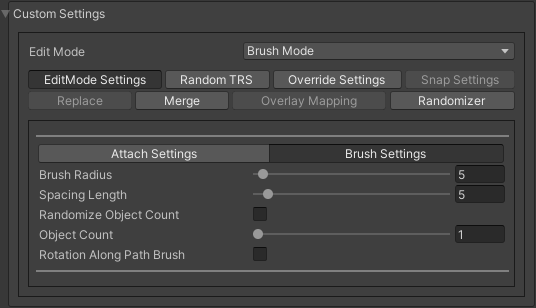 Custom Settings
Edit Mode Brush Mode
EditMode Settings Random TRS Override Settings Snap Settings
Replace Merge Overlay Mapping Randomizer
Attach Settings Brush Settings
Brush Radius 5
Spacing Length 5
Randomize Object Count
Object Count 1
Rotation Along Path Brush